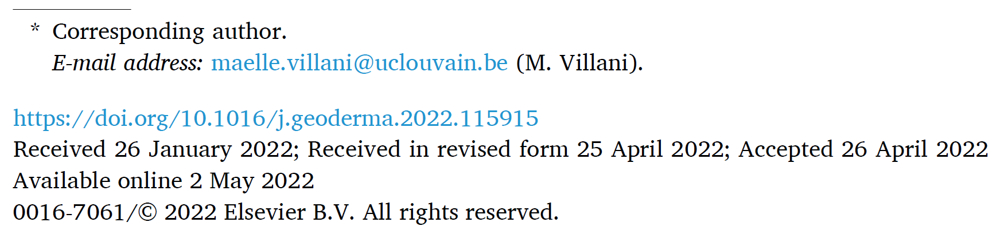 * Corresponding author.
E-mail address: maelle.villani@uclouvain.be (M. Villani).
https://doi.org/10.1016/j.geoderma.2022.115915
Received 26 January 2022; Received in revised form 25 April 2022; Accepted 26 April 2022
Available online 2 May 2022
0016-7061/© 2022 Elsevier B.V. All rights reserved.